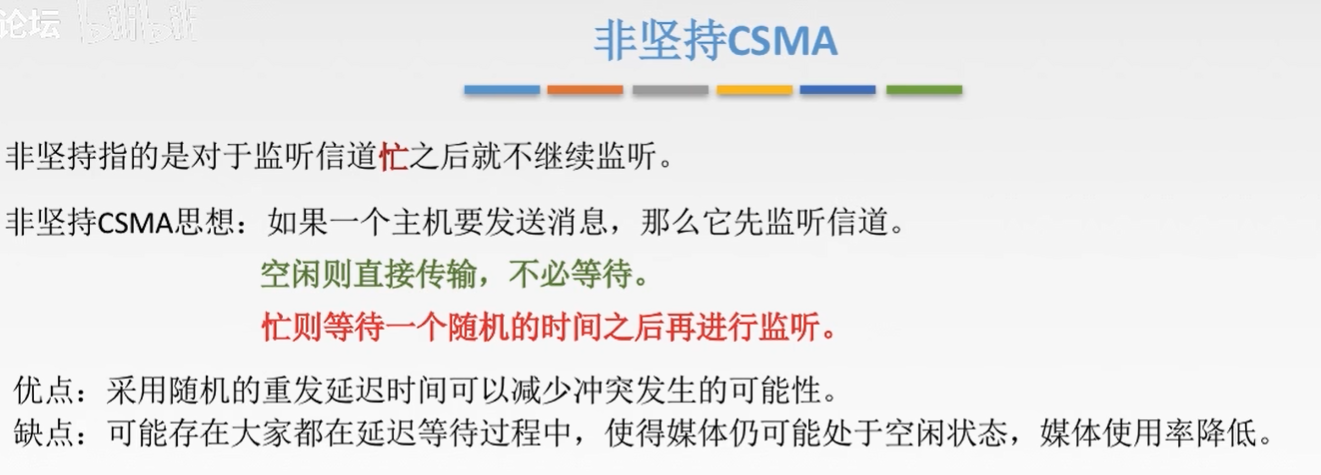 论坛 bilibili
非坚持CSMA
非坚持指的是对于监听信道忙之后就不继续监听。
非坚持CSMA思想：如果一个主机要发送消息，那么它先监听信道。
空闲则直接传输，不必等待。
忙则等待一个随机的时间之后再进行监听。
优点：采用随机的重发延迟时间可以减少冲突发生的可能性。
缺点：可能存在大家都在延迟等待过程中，使得媒体仍可能处于空闲状态，媒体使用率降低。